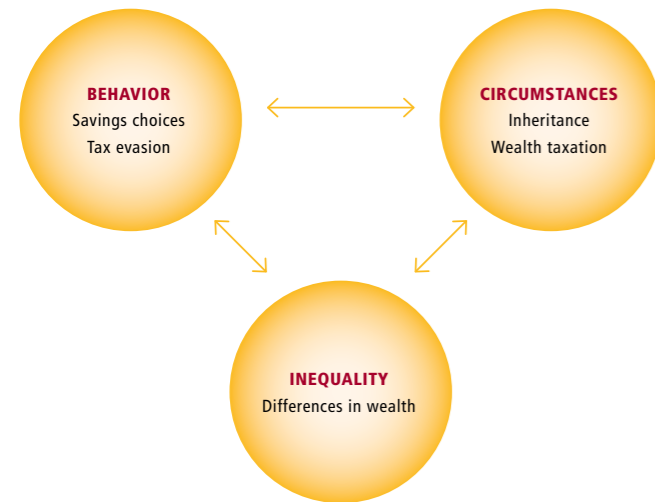 BEHAVIOR
Savings choices
Tax evasion
CIRCUMSTANCES
Inheritance
Wealth taxation
INEQUALITY
Differences in wealth